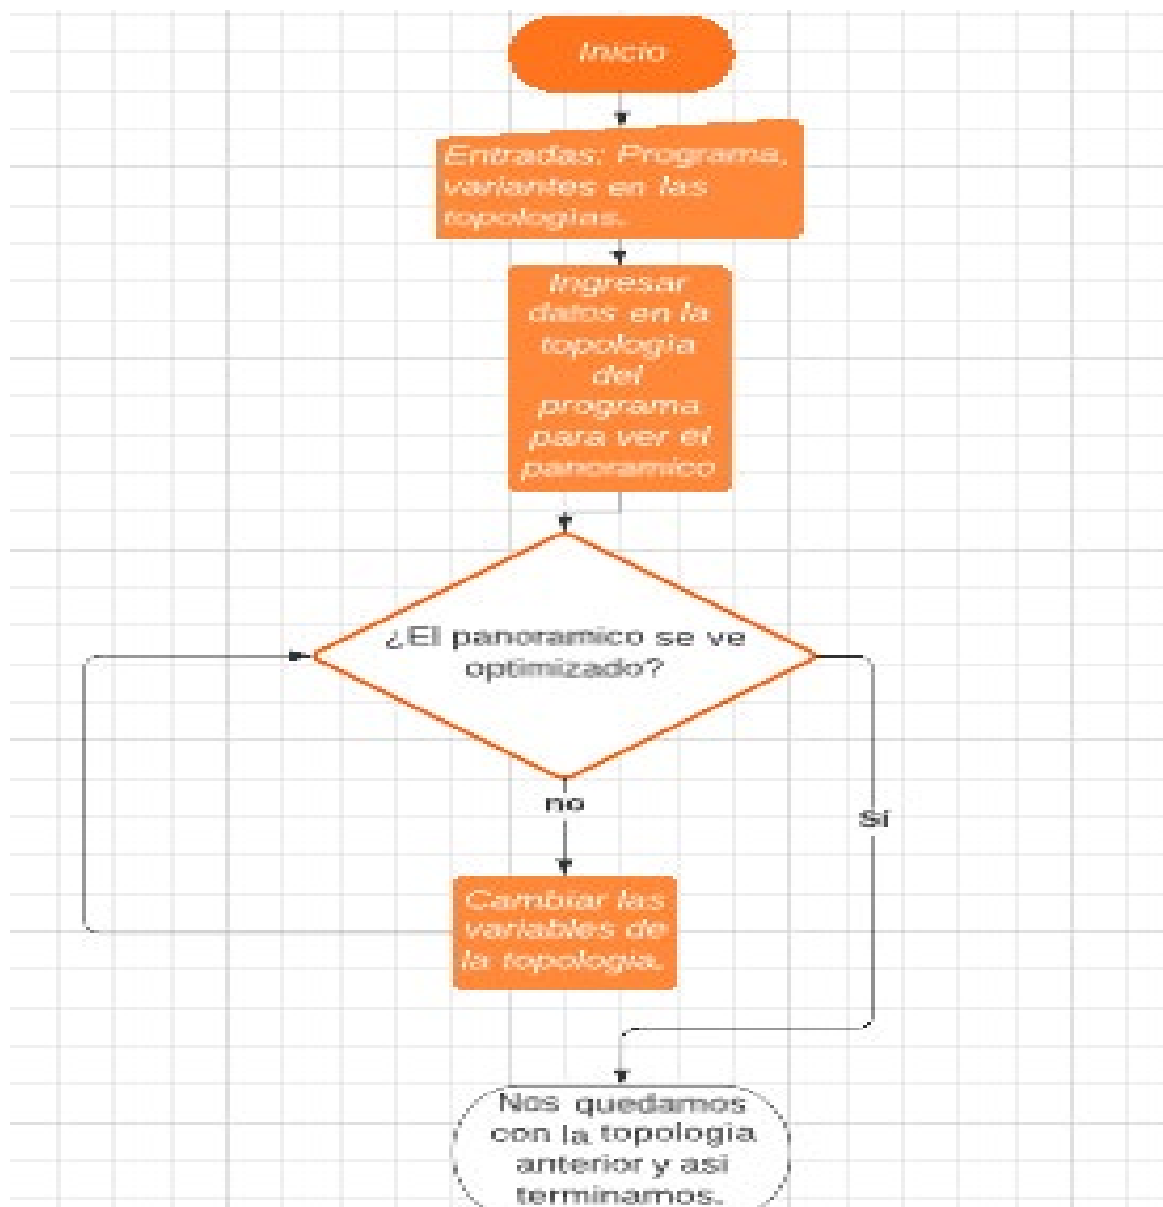 Inicio
Entradas: Programa,
variantes en las
topologias.
Ingresar
datos en la
topologia
del
programa
para ver el
panoramico
¿El panoramico se ve
optimizado?
no
Sí
Cambiar las
variables de
la topologia.
Nos quedamos
con la topologia
anterior y asi
terminamos.